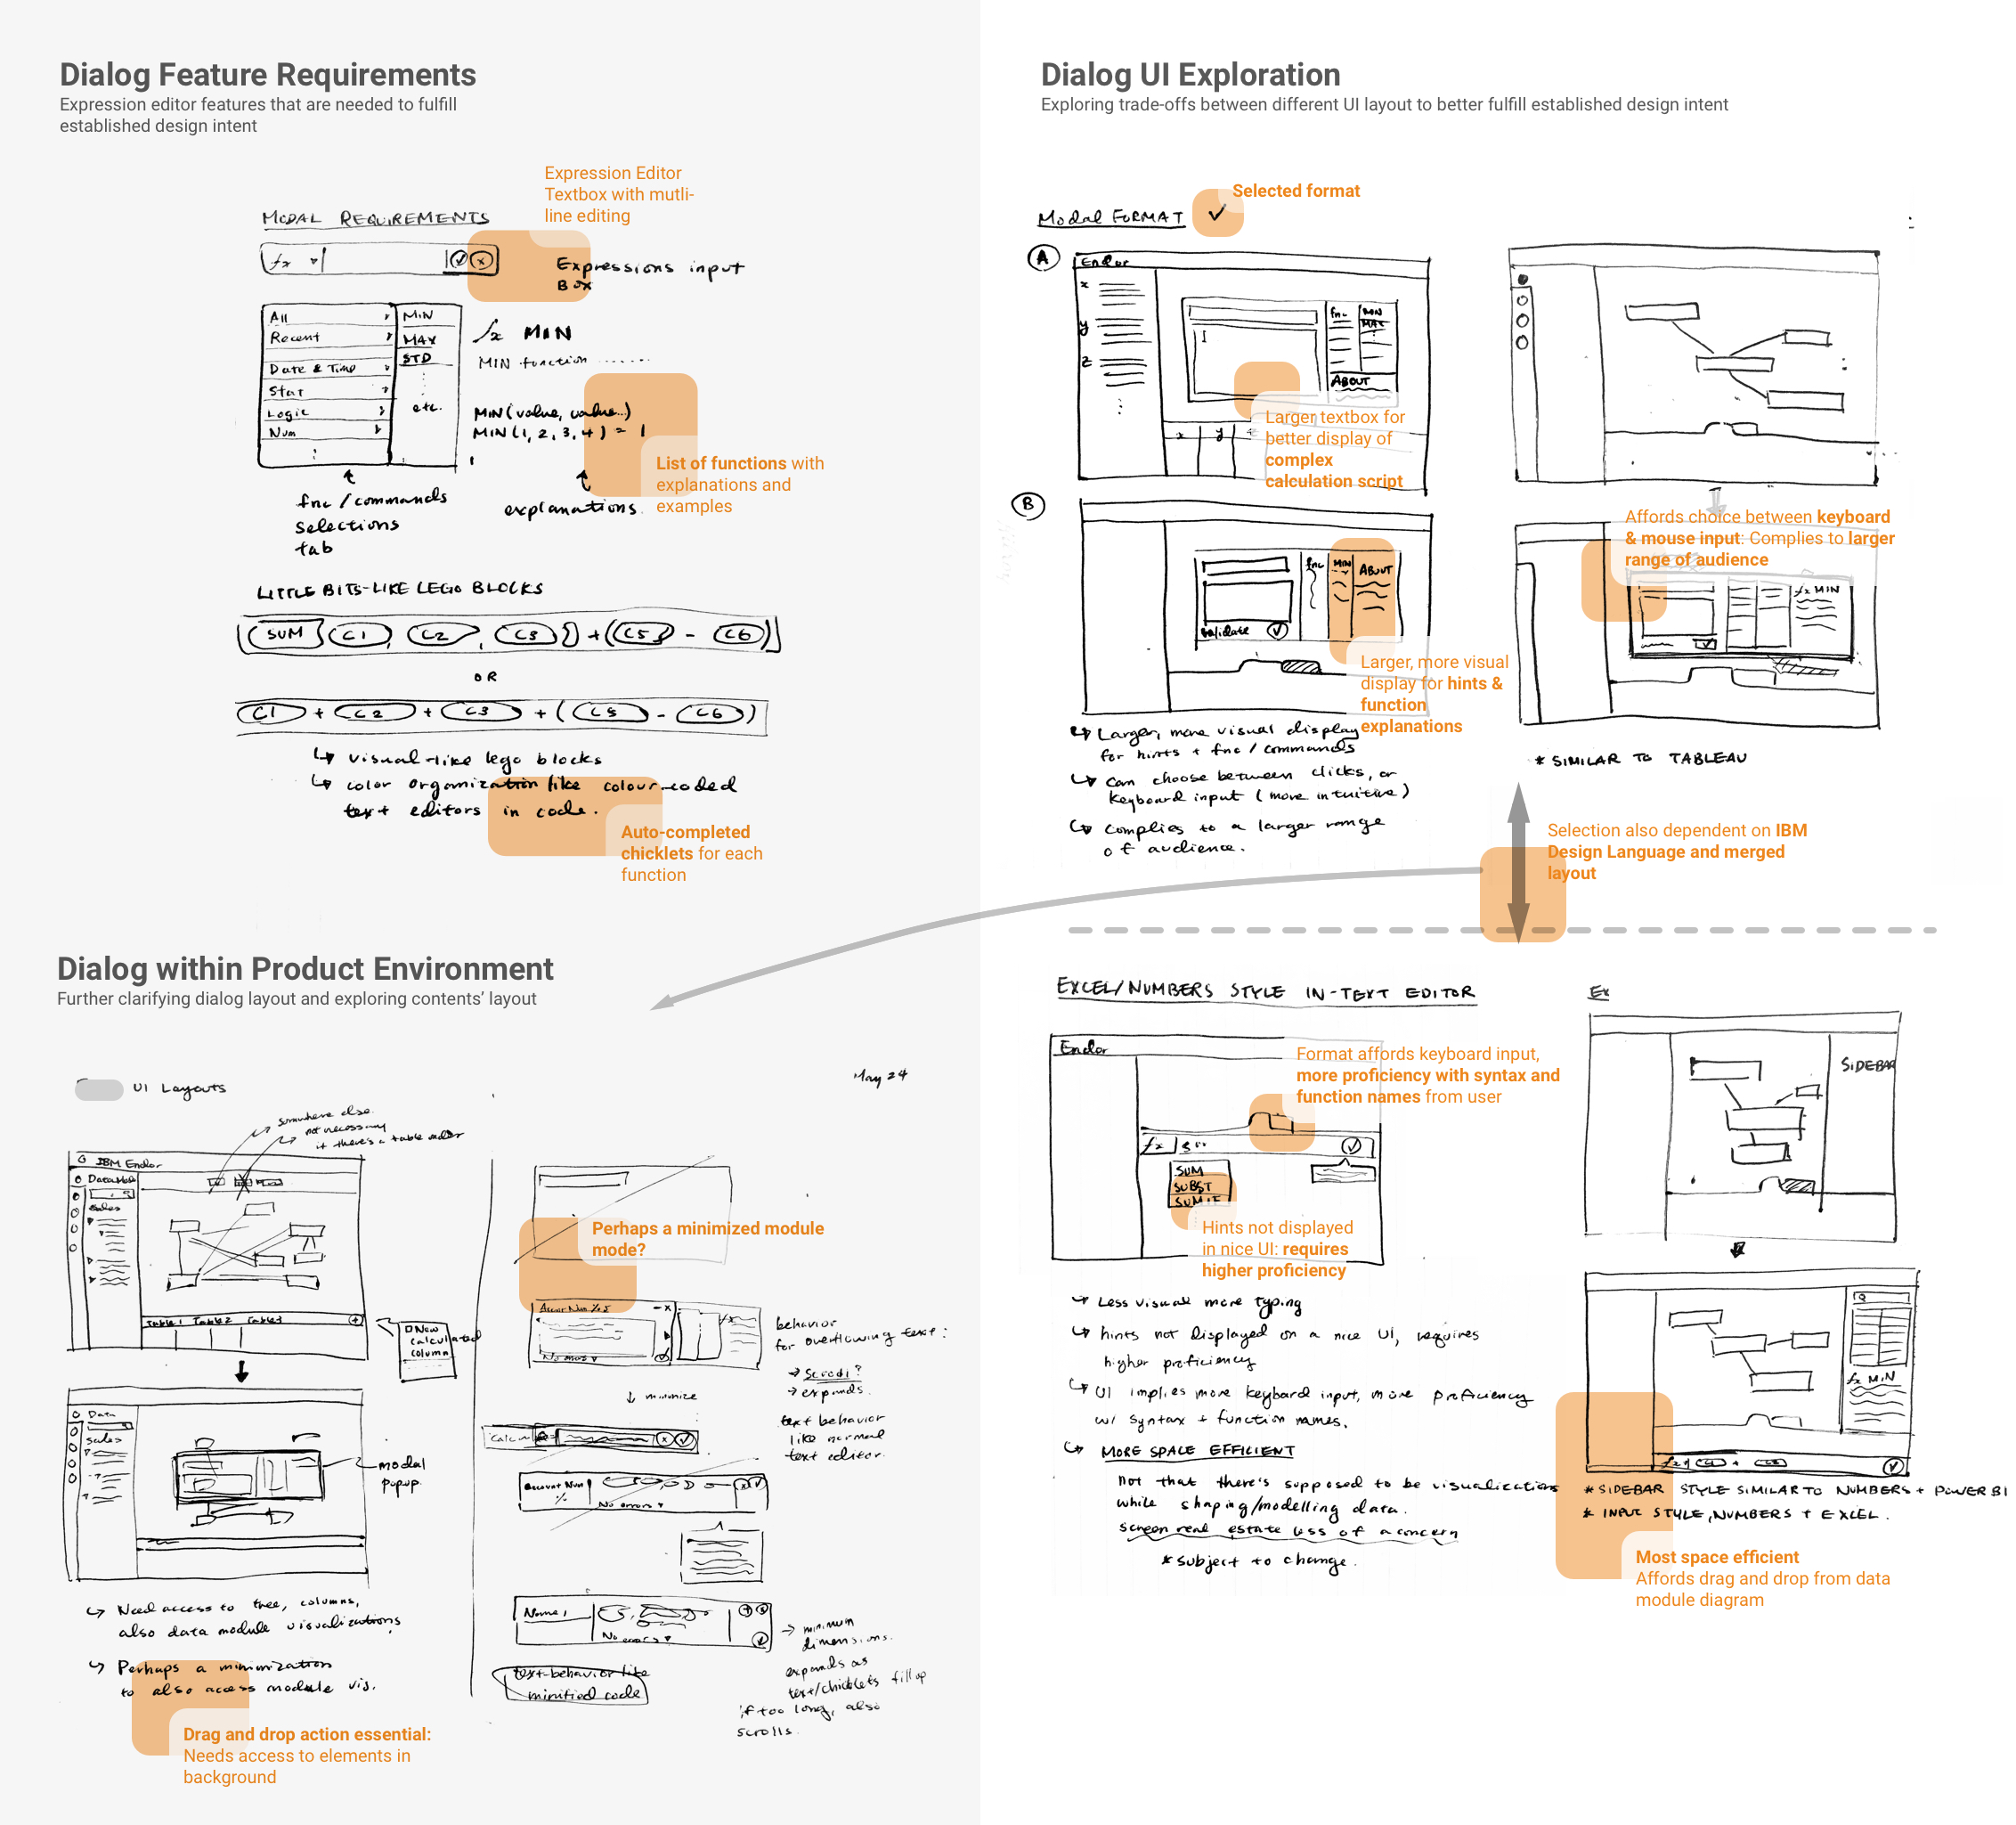 Dialog Feature Requirements
Expression editor features that are needed to fulfill
established design intent
Expression Editor
Textbox with mutli-
line editing
MODAL REQUIREMENTS
fx
Expressions input
Box
All
Recent
Date & Time
Stat
Logic
Num
MIN
MAX
STD
etc.
fx MIN
MIN function ......
MIN(value, value..)
MIN(1, 2, 3, 4) = 1
List of functions with
explanations and
examples
fnc/commands
selections
tab
explanations.
LITTLE BITS-LIKE LEGO BLOCKS
SUM (C1, C2, C3) + (C5 - C6)
OR
C1 + C2 + C3 + (C5 - C6)
↳ visual-like lego blocks
↳ color organization like colour-coded
text editors in code.
Auto-completed
chicklets for each
function
Dialog UI Exploration
Exploring trade-offs between different UI layout to better fulfill established design intent
Selected format
Modal FORMAT
A
Endor
x
y
z
fnc
MIN
MAX
ABOUT
x y
Larger textbox for
better display of
complex
calculation script
B
fnc
MIN
ABOUT
Validate
Larger, more visual
display for hints &
function
explanations
↳ Larger, more visual display
for hints + fnc / commands
↳ can choose between clicks, or
keyboard input (more intuitive)
↳ complies to a larger range
of audience.
Affords choice between keyboard
& mouse input: Complies to larger
range of audience
fx MIN
* SIMILAR TO TABLEAU
Selection also dependent on IBM
Design Language and merged
layout
EXCEL/NUMBERS STYLE IN-TEXT EDITOR
Endor
Format affords keyboard input,
more proficiency with syntax and
function names from user
fx
SUM
SUBST
SUMIF
Hints not displayed
in nice UI: requires
higher proficiency
↳ Less visual more typing
↳ hints not displayed on a nice UI, requires
higher proficiency
↳ UI implies more keyboard input, more proficiency
w/ syntax + function names.
↳ MORE SPACE EFFICIENT
Not that there's supposed to be visualizations
while shaping/modelling data.
screen real estate less of a concern
* subject to change.
Ex
SIDEBAR
fx MIN
* SIDEBAR STYLE SIMILAR TO NUMBERS + POWER BI
* INPUT STYLE, NUMBERS + EXCEL.
Most space efficient
Affords drag and drop from data
module diagram
Dialog within Product Environment
Further clarifying dialog layout and exploring contents' layout
UI Layouts
May 24
somewhere else.
not necessary
if there's a table
IBM Endor
Sales
Table 1 Table 2 Table 3
New
calculated
column
Data
Sales
modal
popup.
↳ Need access to tree, columns,
also data module visualizations
↳ Perhaps a minimization
to also access module vis.
Drag and drop action essential:
Needs access to elements in
background
Perhaps a minimized module
mode?
No errors
behavior
for overflowing text:
→ Scroll?
→ expands.
text behavior
like normal
text editor.
↓ minimize
Account Num
%
No errors
Name
No errors
→ minimum
dimensions.
expands as
text/chicklets fill up
if too long, also
scrolls.
text-behavior like
minified code